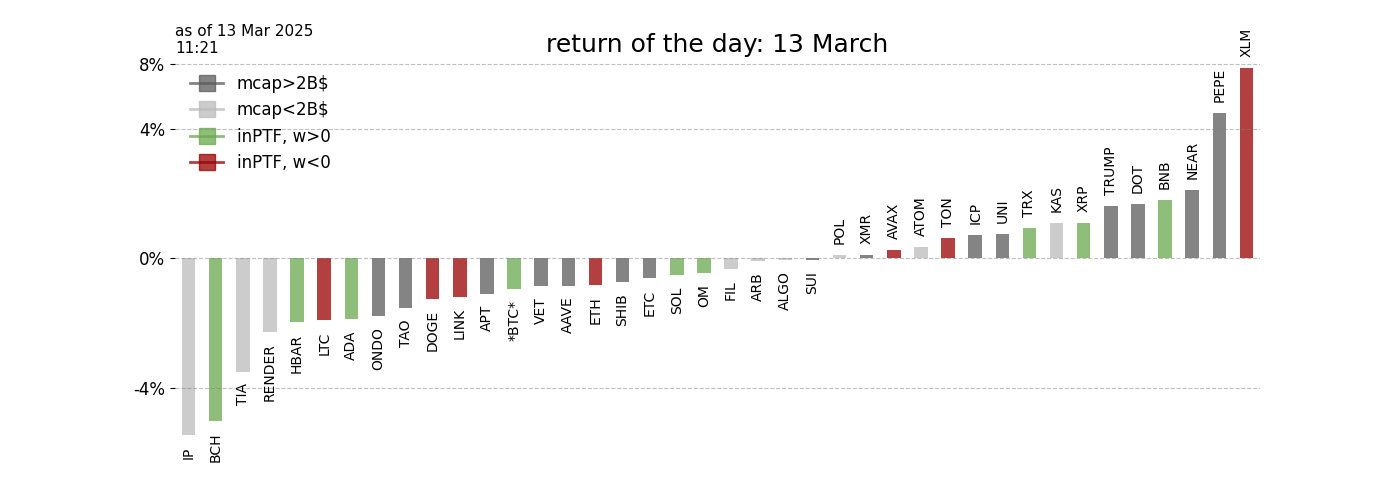 as of 13 Mar 2025
11:21
return of the day: 13 March
8%
4%
0%
-4%
mcap>2B$
mcap<2B$
inPTF, w>0
inPTF, w<0
IP
BCH
TIA
RENDER
HBAR
LTC
ADA
ONDO
TAO
DOGE
LINK
APT
*BTC*
VET
AAVE
ETH
SHIB
ETC
SOL
OM
FIL
ARB
ALGO
SUI
POL
XMR
AVAX
ATOM
TON
ICP
UNI
TRX
KAS
XRP
TRUMP
DOT
BNB
NEAR
PEPE
XLM